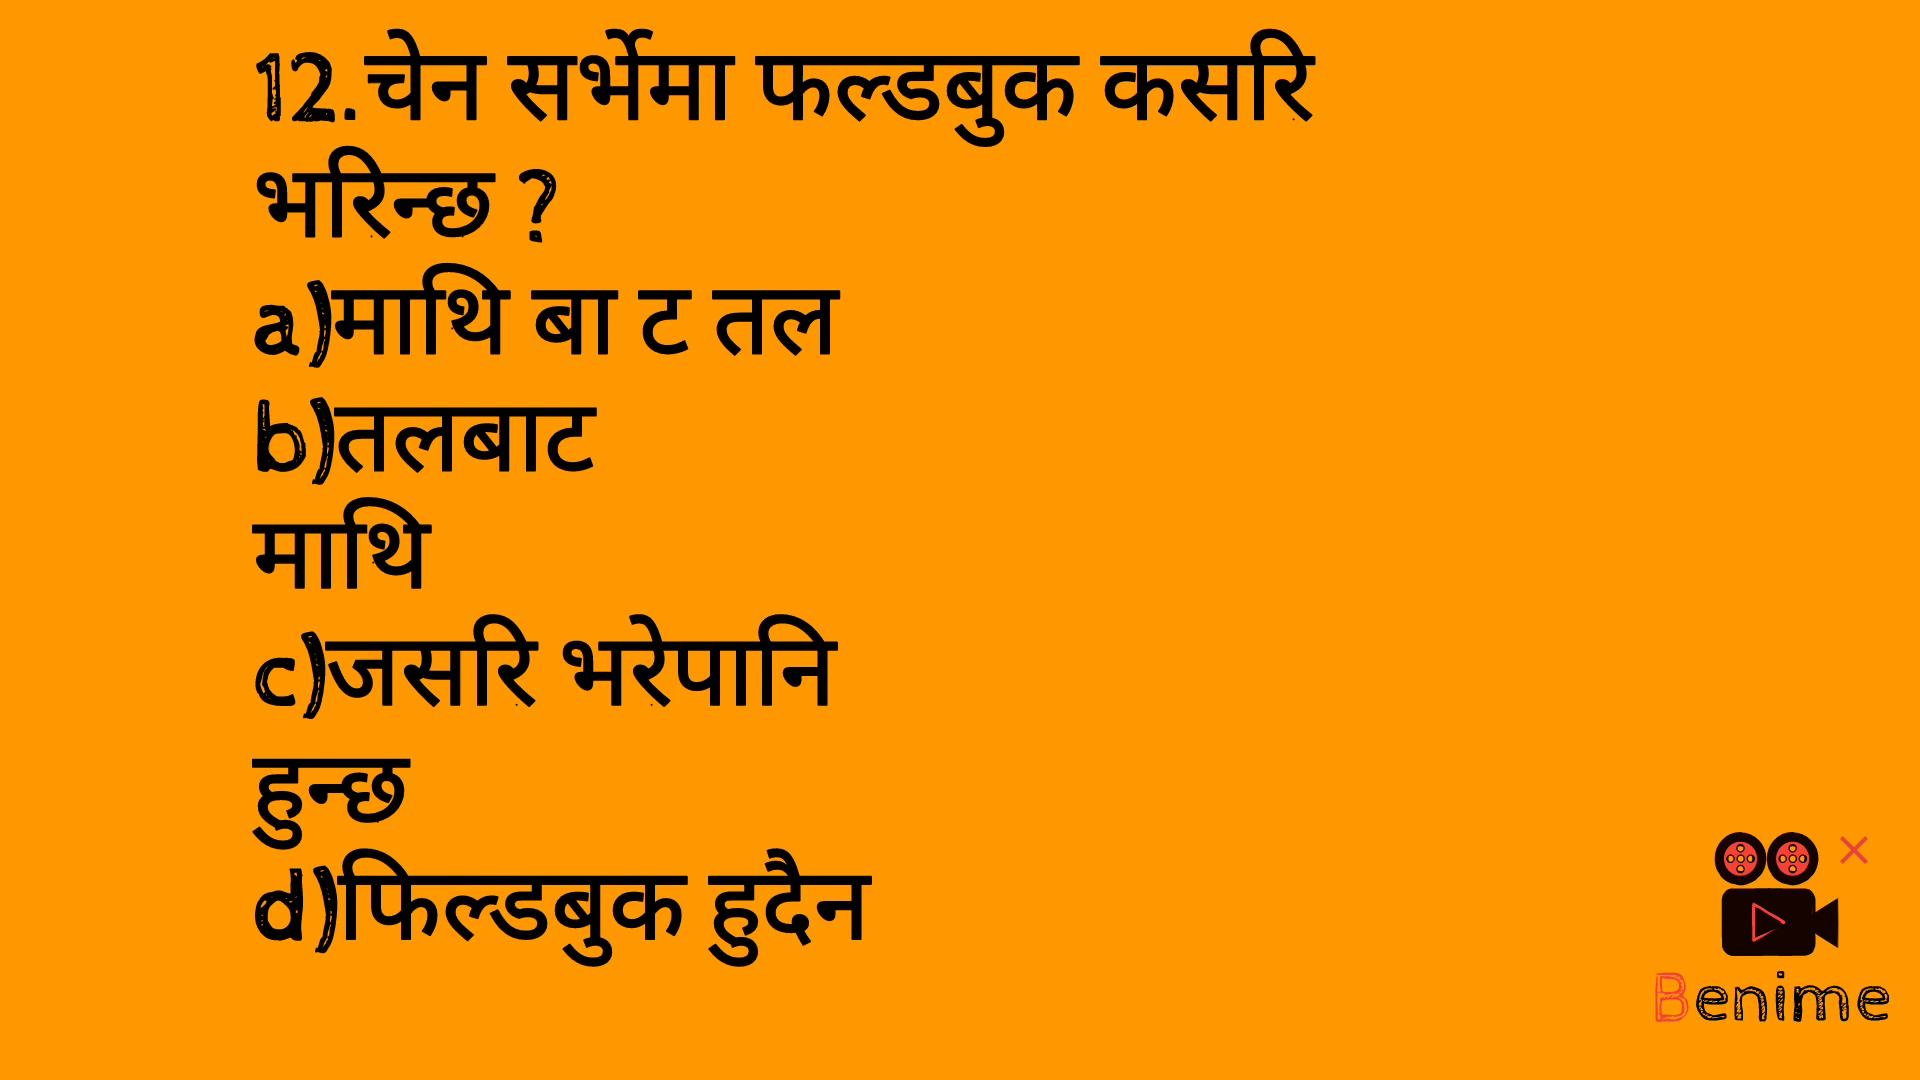 12.चेन सर्भेमा फल्डबुक कसरि
भरिन्छ ?
a)माथि बा ट तल
b)तलबाट
माथि
c)जसरि भरेपानि
हुन्छ
d)फिल्डबुक हुदैन
Benime